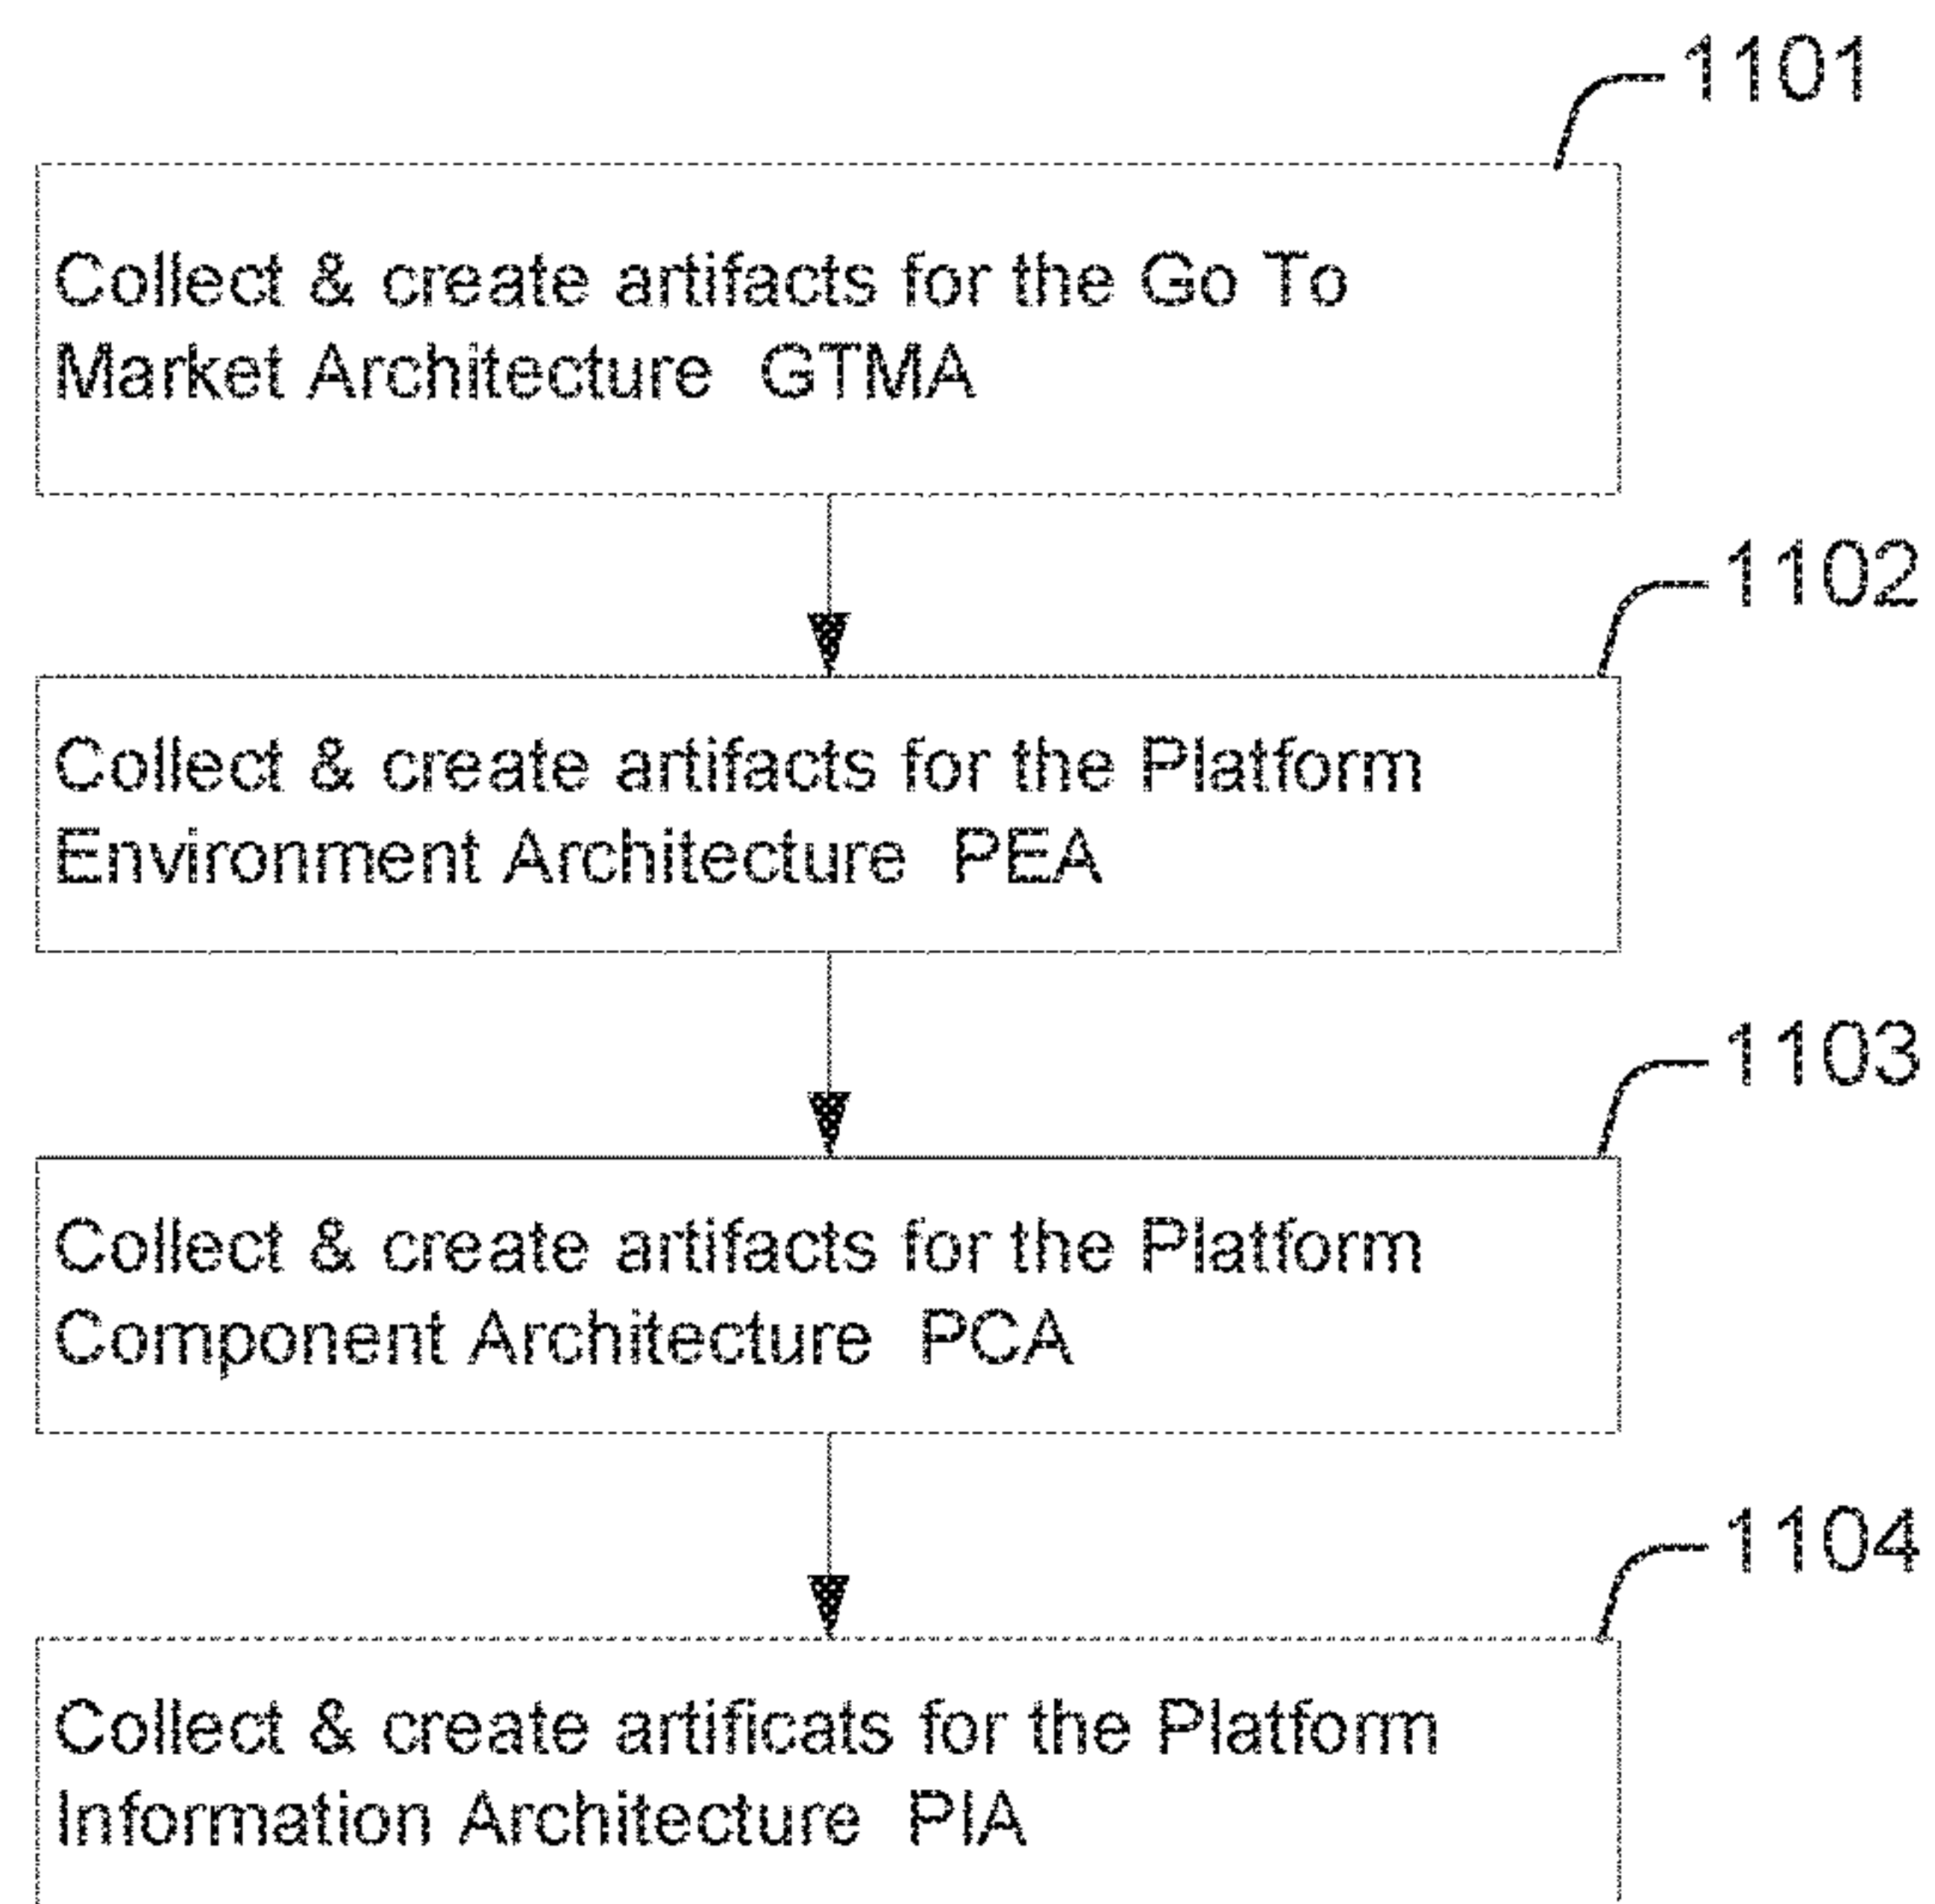 1101
Collect & create artifacts for the Go To
Market Architecture GTMA
1102
Collect & create artifacts for the Platform
Environment Architecture PEA
1103
Collect & create artifacts for the Platform
Component Architecture PCA
1104
Collect & create artificats for the Platform
Information Architecture PIA